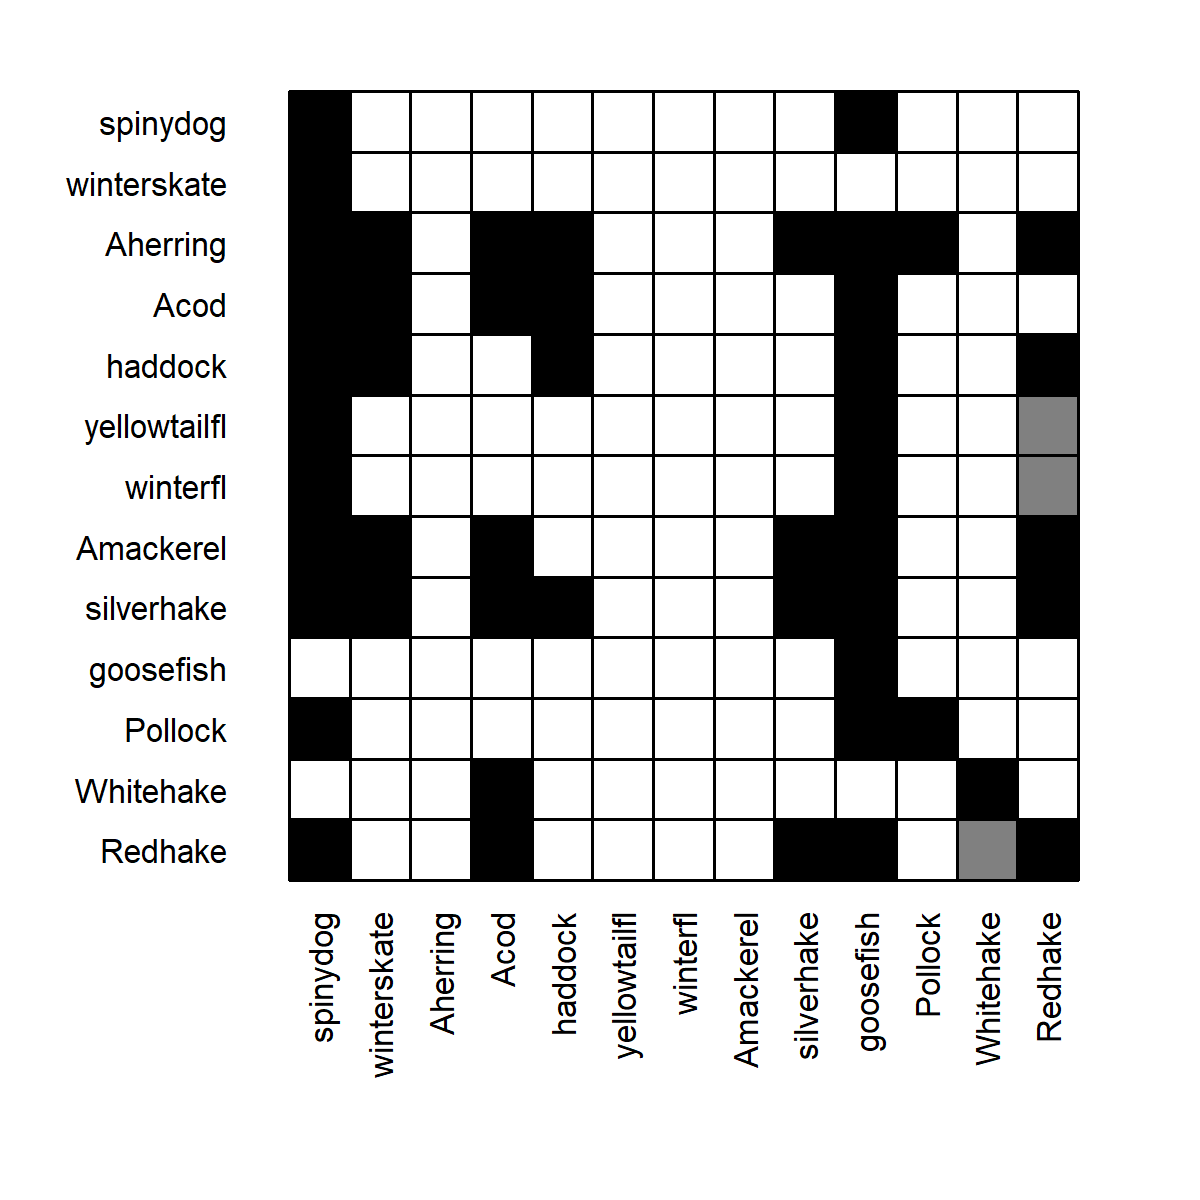 spinydog
winterskate
Aherring
Acod
haddock
yellowtailfl
winterfl
Amackerel
silverhake
goosefish
Pollock
Whitehake
Redhake
spinydog
winterskate
Aherring
Acod
haddock
yellowtailfl
winterfl
Amackerel
silverhake
goosefish
Pollock
Whitehake
Redhake